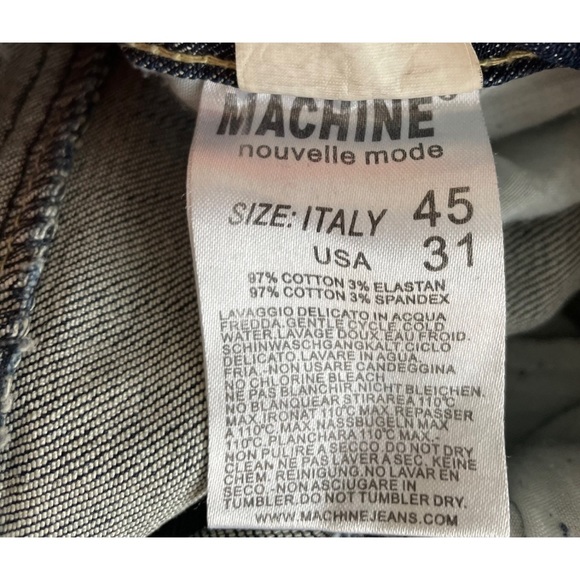 MACHINE®
nouvelle mode
SIZE: ITALY 45
USA 31
97% COTTON 3% ELASTAN
97% COTTON 3% SPANDEX
LAVAGGIO DELICATO IN ACQUA
FREDDA.GENTLE CYCLE. COLD
WATER.LAVAGE DOUX. EAU FROID-
SCHINNASCHGANGKALT.CICLO
DELICATO. LAVARE IN AGUA.
FRIA.-NON USARE CANDEGGINA
NO CHLORINE BLEACH
NE PAS BLANCHIR. NICHT BLEICHEN.
NO BLANQUEAR STIRAREA 110°C
MAX. TRONAT 110°C MAX. REPASSER
A 110°C MAX. NASSBUGELN MAX
110°C. PLANCHARA 110°C MAX.-
NON PULIRE A SECCO. DO NOT DRY
CLEAN. NE PAS LAVER A SEC. KEINE
CHEM. REINIGUNG. NO LAVAR EN
SECO. NON ASCIUGARE IN
TUMBLER. DO NOT TUMBLER DRY.
WWW.MACHINEJEANS.COM